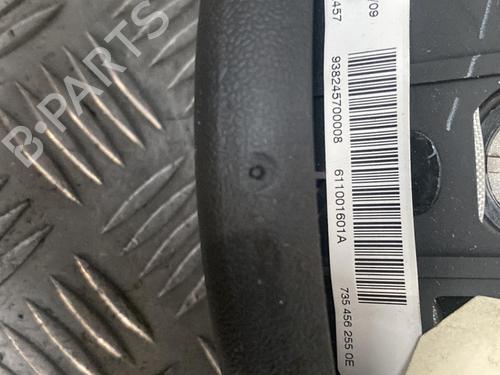 B-PARTS
/09
457
938245700008
611001601A
735 456 255 0E